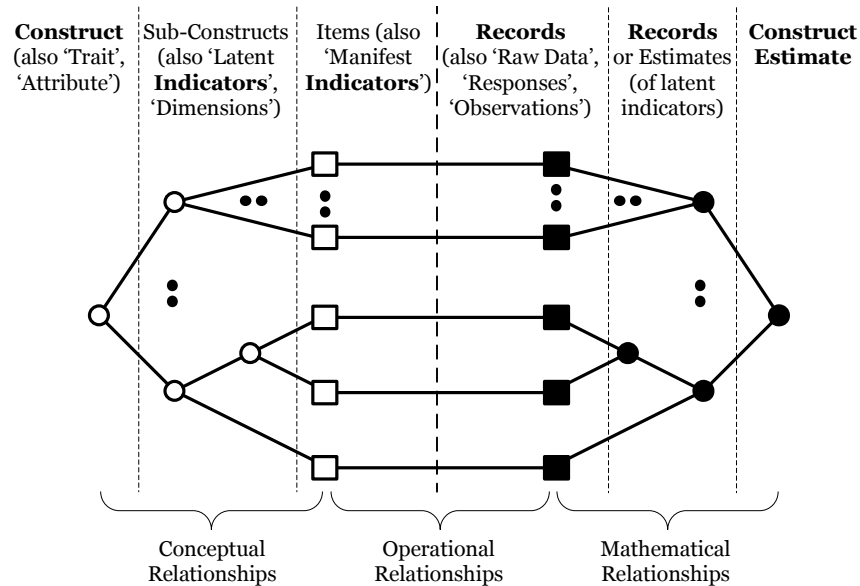 Construct
(also ‘Trait’,
‘Attribute’)
Sub-Constructs
(also ‘Latent
Indicators’,
‘Dimensions’)
Items (also
‘Manifest
Indicators’)
Records
(also ‘Raw Data’,
‘Responses’,
‘Observations’)
Records
or Estimates
(of latent
indicators)
Construct
Estimate
Conceptual
Relationships
Operational
Relationships
Mathematical
Relationships